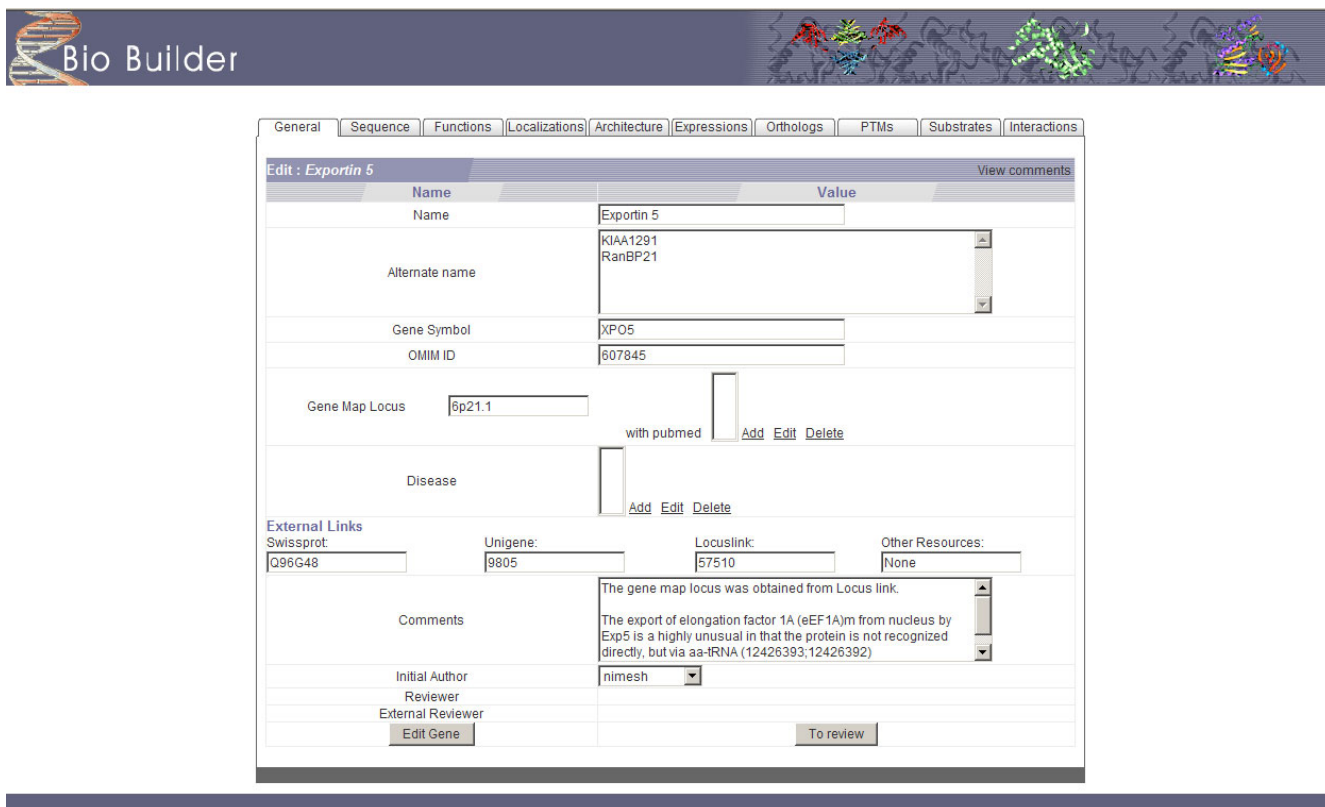 Bio Builder
General Sequence Functions Localizations Architecture Expressions Orthologs PTMs Substrates Interactions
Edit : Exportin 5 View comments
Name Value
Name Exportin 5
Alternate name KIAA1291
RanBP21
Gene Symbol XPO5
OMIM ID 607845
Gene Map Locus 6p21.1 with pubmed Add Edit Delete
Disease Add Edit Delete
External Links
Swissprot: Unigene: Locuslink: Other Resources:
Q96G48 9805 57510 None
Comments
The gene map locus was obtained from Locus link.
The export of elongation factor 1A (eEF1A)m from nucleus by
Exp5 is a highly unusual in that the protein is not recognized
directly, but via aa-tRNA (12426393;12426392)
Initial Author nimesh
Reviewer
External Reviewer
Edit Gene To review